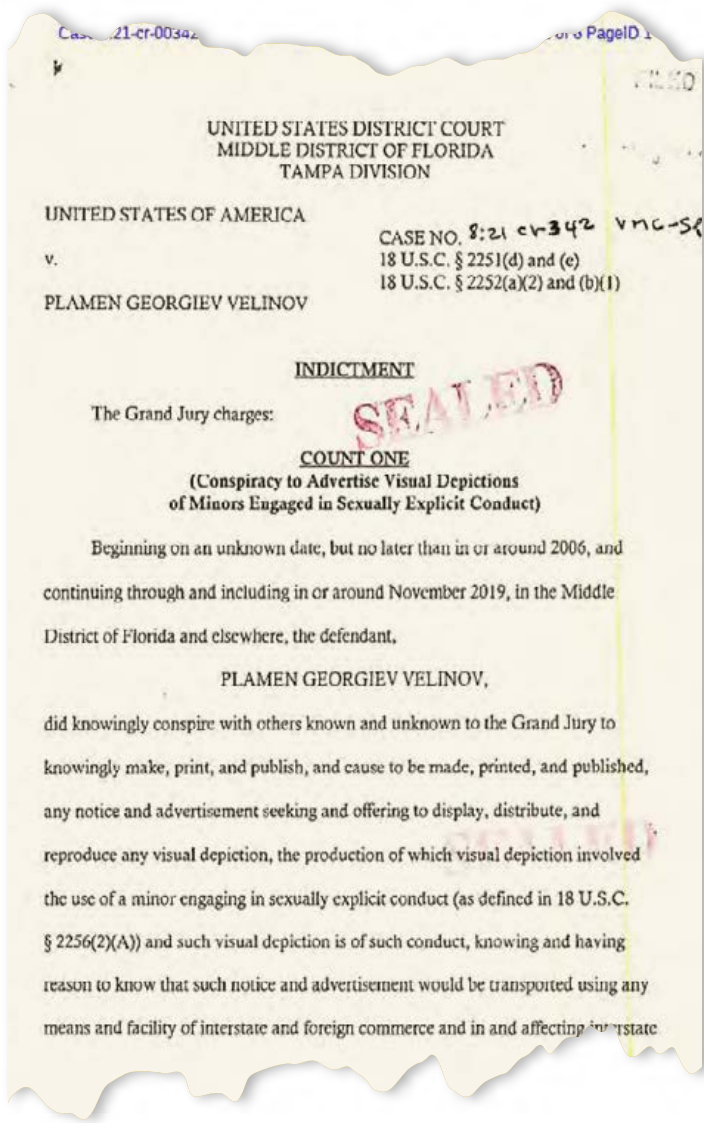 21-cr-00342
PageID 1
FILED
UNITED STATES DISTRICT COURT
MIDDLE DISTRICT OF FLORIDA
TAMPA DIVISION
UNITED STATES OF AMERICA
v.
PLAMEN GEORGIEV VELINOV
CASE NO. 8:21 cr-342 VMC-SP
18 U.S.C. § 2251(d) and (e)
18 U.S.C. § 2252(a)(2) and (b)(1)
INDICTMENT
The Grand Jury charges:
SEALED
COUNT ONE
(Conspiracy to Advertise Visual Depictions
of Minors Engaged in Sexually Explicit Conduct)
Beginning on an unknown date, but no later than in or around 2006, and
continuing through and including in or around November 2019, in the Middle
District of Florida and elsewhere, the defendant,
PLAMEN GEORGIEV VELINOV,
did knowingly conspire with others known and unknown to the Grand Jury to
knowingly make, print, and publish, and cause to be made, printed, and published,
any notice and advertisement seeking and offering to display, distribute, and
reproduce any visual depiction, the production of which visual depiction involved
the use of a minor engaging in sexually explicit conduct (as defined in 18 U.S.C.
§ 2256(2)(A)) and such visual depiction is of such conduct, knowing and having
reason to know that such notice and advertisement would be transported using any
means and facility of interstate and foreign commerce and in and affecting interstate